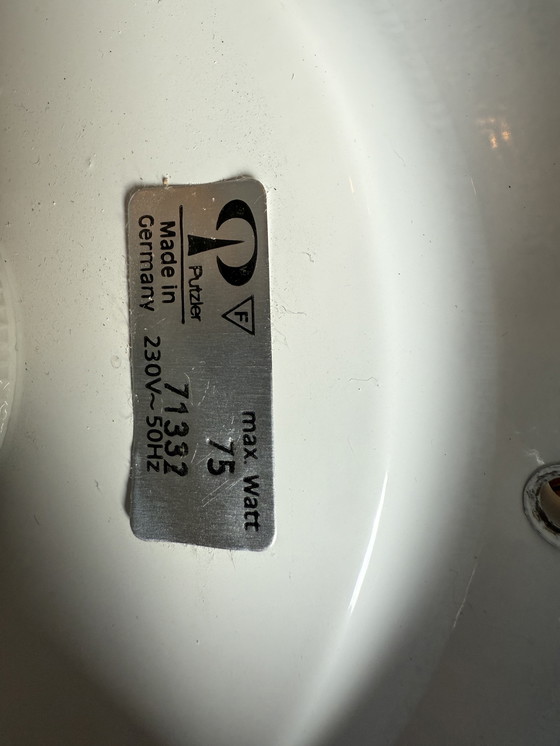 F
Putzler
Made in
Germany
max. Watt
75
71332
230V~ 50Hz